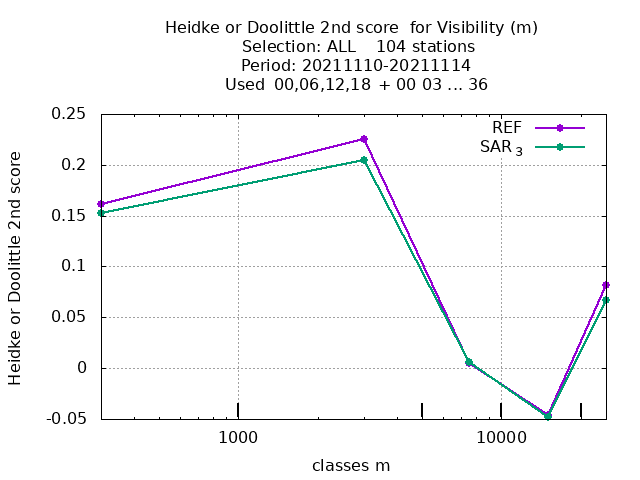 Heidke or Doolittle 2nd score  for Visibility (m)
Selection: ALL    104 stations
Period: 20211110-20211114
Used  00,06,12,18  + 00 03 ... 36
0.25
0.2
0.15
0.1
0.05
0
-0.05
Heidke or Doolittle 2nd score
REF
SAR 3
1000
10000
classes m